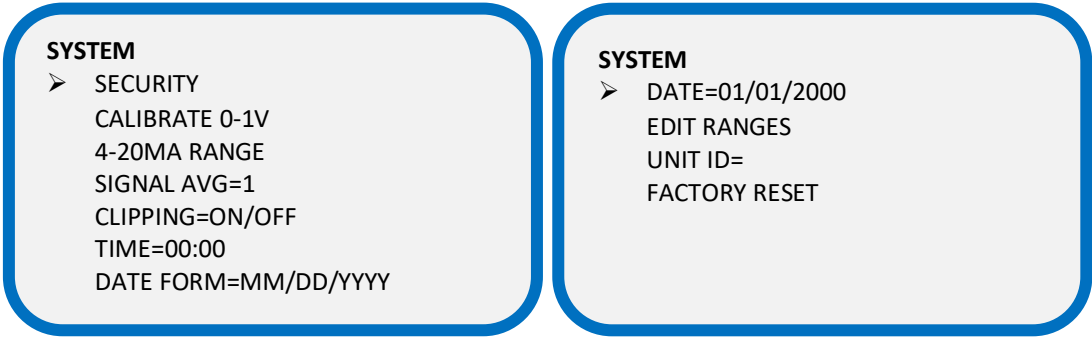 SYSTEM
➢ SECURITY
CALIBRATE 0-1V
4-20MA RANGE
SIGNAL AVG=1
CLIPPING=ON/OFF
TIME=00:00
DATE FORM=MM/DD/YYYY
SYSTEM
➢ DATE=01/01/2000
EDIT RANGES
UNIT ID=
FACTORY RESET